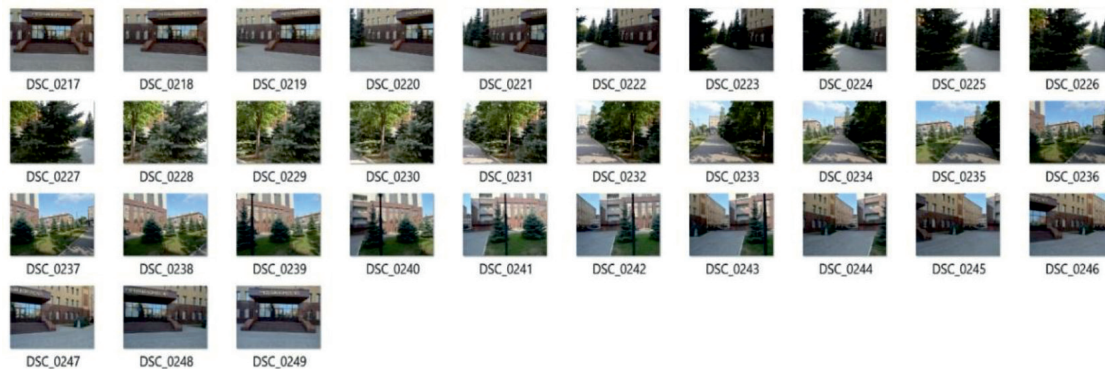 DSC_0217 DSC_0218 DSC_0219 DSC_0220 DSC_0221 DSC_0222 DSC_0223 DSC_0224 DSC_0225 DSC_0226
DSC_0227 DSC_0228 DSC_0229 DSC_0230 DSC_0231 DSC_0232 DSC_0233 DSC_0234 DSC_0235 DSC_0236
DSC_0237 DSC_0238 DSC_0239 DSC_0240 DSC_0241 DSC_0242 DSC_0243 DSC_0244 DSC_0245 DSC_0246
DSC_0247 DSC_0248 DSC_0249